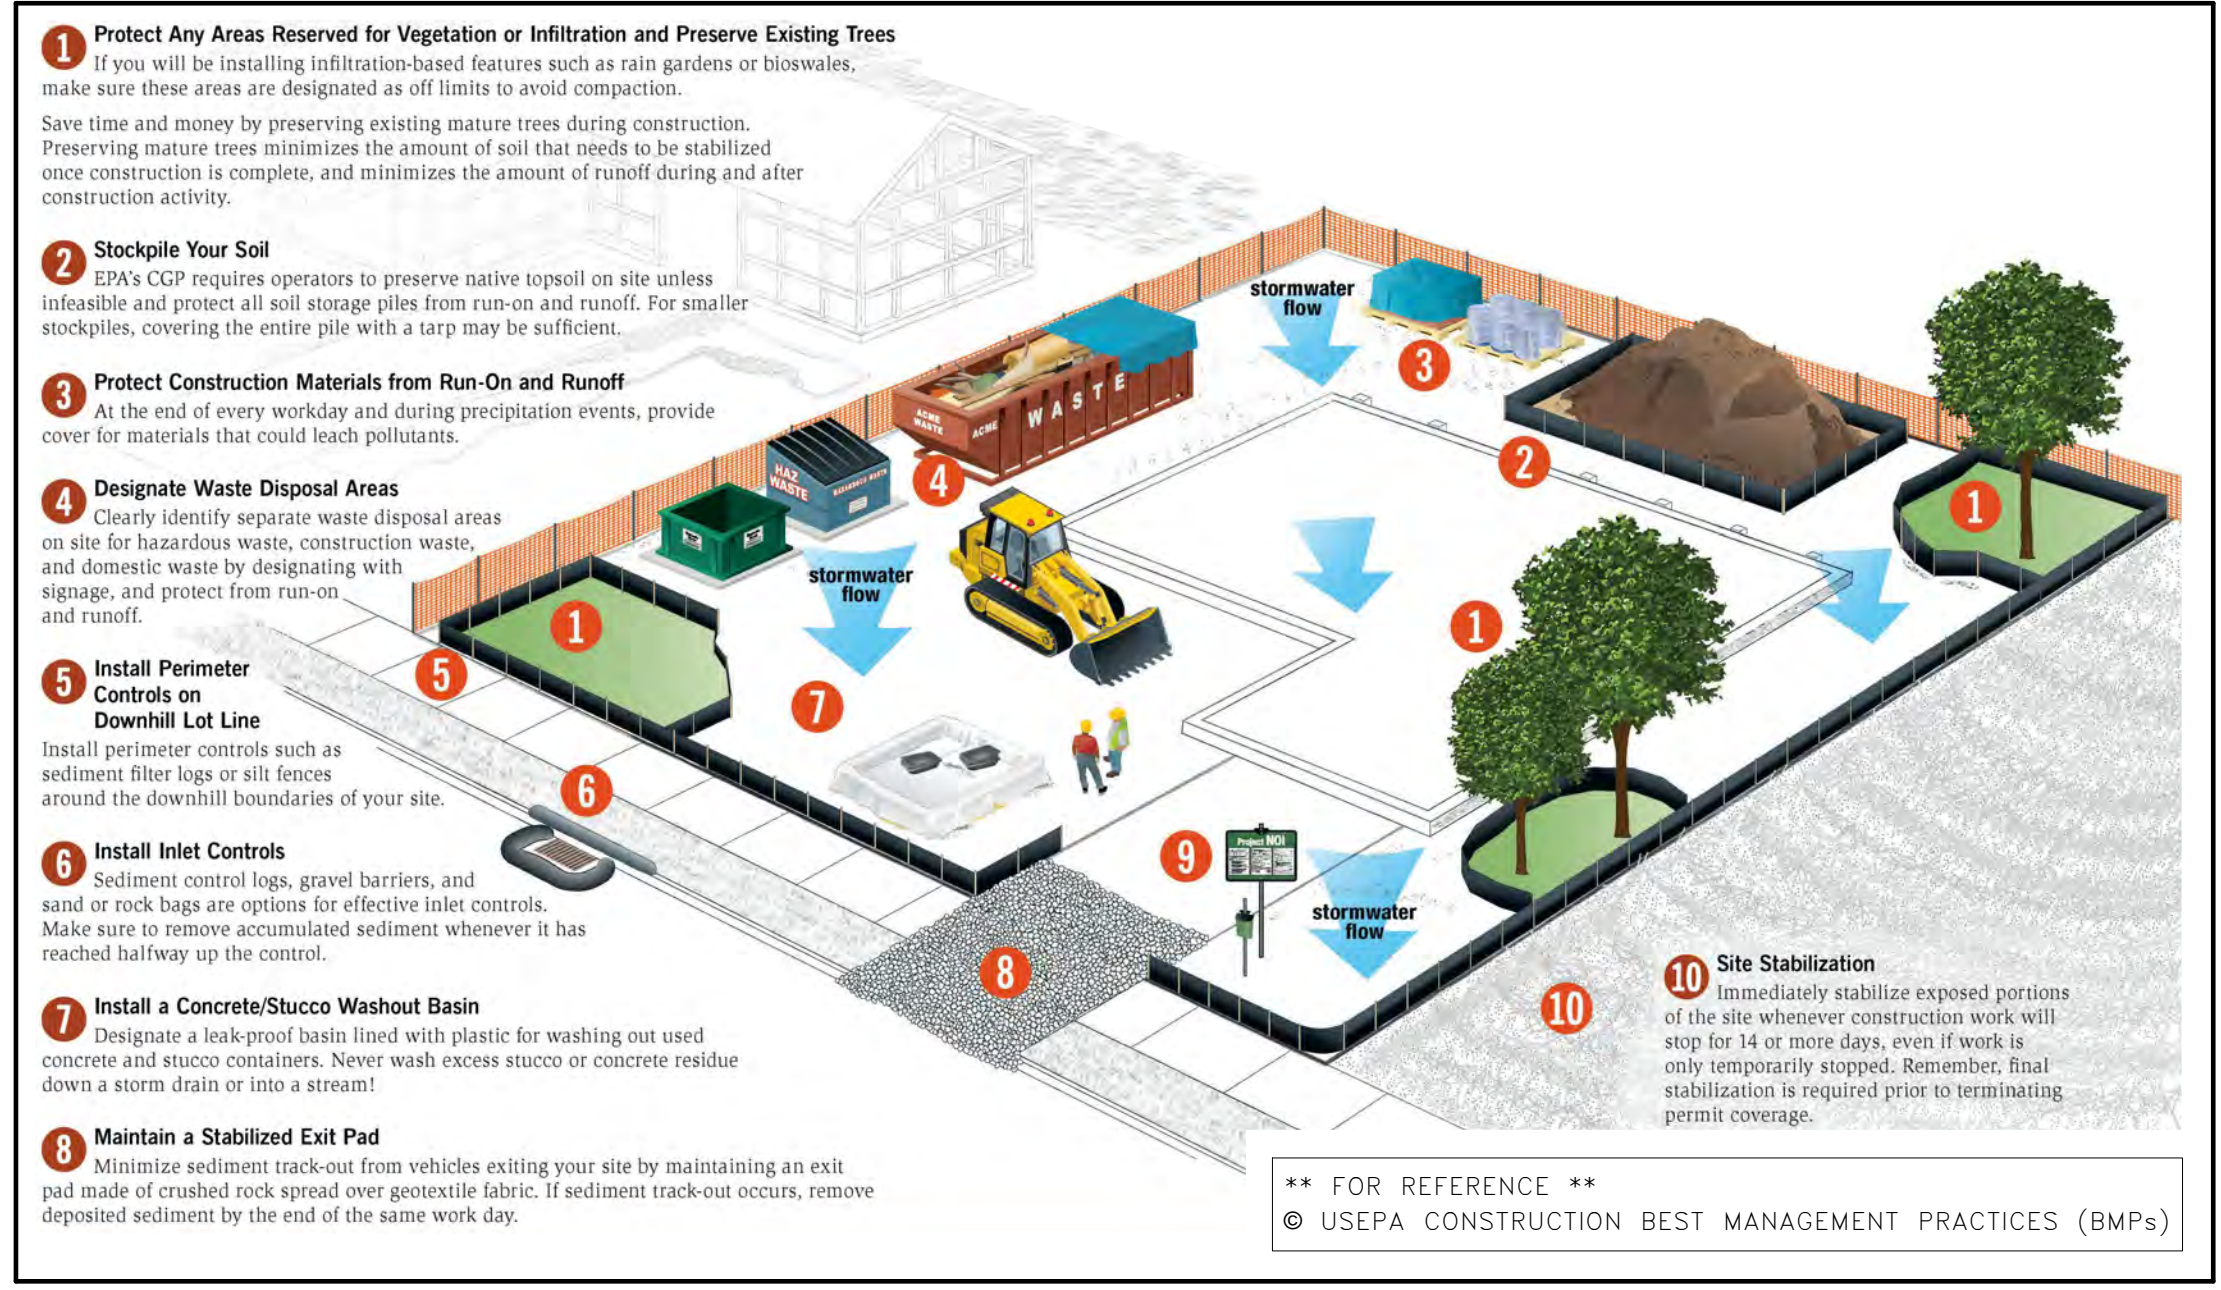 1 Protect Any Areas Reserved for Vegetation or Infiltration and Preserve Existing Trees
If you will be installing infiltration-based features such as rain gardens or bioswales,
make sure these areas are designated as off limits to avoid compaction.
Save time and money by preserving existing mature trees during construction.
Preserving mature trees minimizes the amount of soil that needs to be stabilized
once construction is complete, and minimizes the amount of runoff during and after
construction activity.
2 Stockpile Your Soil
EPA's CGP requires operators to preserve native topsoil on site unless
infeasible and protect all soil storage piles from run-on and runoff. For smaller
stockpiles, covering the entire pile with a tarp may be sufficient.
3 Protect Construction Materials from Run-On and Runoff
At the end of every workday and during precipitation events, provide
cover for materials that could leach pollutants.
4 Designate Waste Disposal Areas
Clearly identify separate waste disposal areas
on site for hazardous waste, construction waste,
and domestic waste by designating with
signage, and protect from run-on
and runoff.
5 Install Perimeter
Controls on
Downhill Lot Line
Install perimeter controls such as
sediment filter logs or silt fences
around the downhill boundaries of your site.
6 Install Inlet Controls
Sediment control logs, gravel barriers, and
sand or rock bags are options for effective inlet controls.
Make sure to remove accumulated sediment whenever it has
reached halfway up the control.
7 Install a Concrete/Stucco Washout Basin
Designate a leak-proof basin lined with plastic for washing out used
concrete and stucco containers. Never wash excess stucco or concrete residue
down a storm drain or into a stream!
8 Maintain a Stabilized Exit Pad
Minimize sediment track-out from vehicles exiting your site by maintaining an exit
pad made of crushed rock spread over geotextile fabric. If sediment track-out occurs, remove
deposited sediment by the end of the same work day.
stormwater
flow
3
ACME
WASTE
ACME
WASTE
HAZ
WASTE
HAZARDOUS WASTE
4
2
1
stormwater
flow
1
1
5
7
6
9
Project NOI
stormwater
flow
8
10
10 Site Stabilization
Immediately stabilize exposed portions
of the site whenever construction work will
stop for 14 or more days, even if work is
only temporarily stopped. Remember, final
stabilization is required prior to terminating
permit coverage.
** FOR REFERENCE **
© USEPA CONSTRUCTION BEST MANAGEMENT PRACTICES (BMPs)